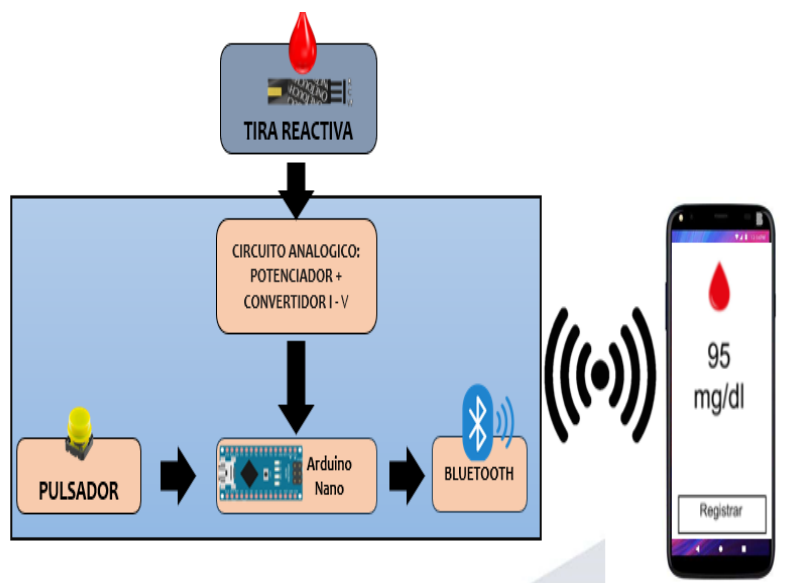 TIRA REACTIVA
CIRCUITO ANALOGICO:
POTENCIADOR +
CONVERTIDOR I - V
PULSADOR
Arduino
Nano
BLUETOOTH
95
mg/dl
Registrar